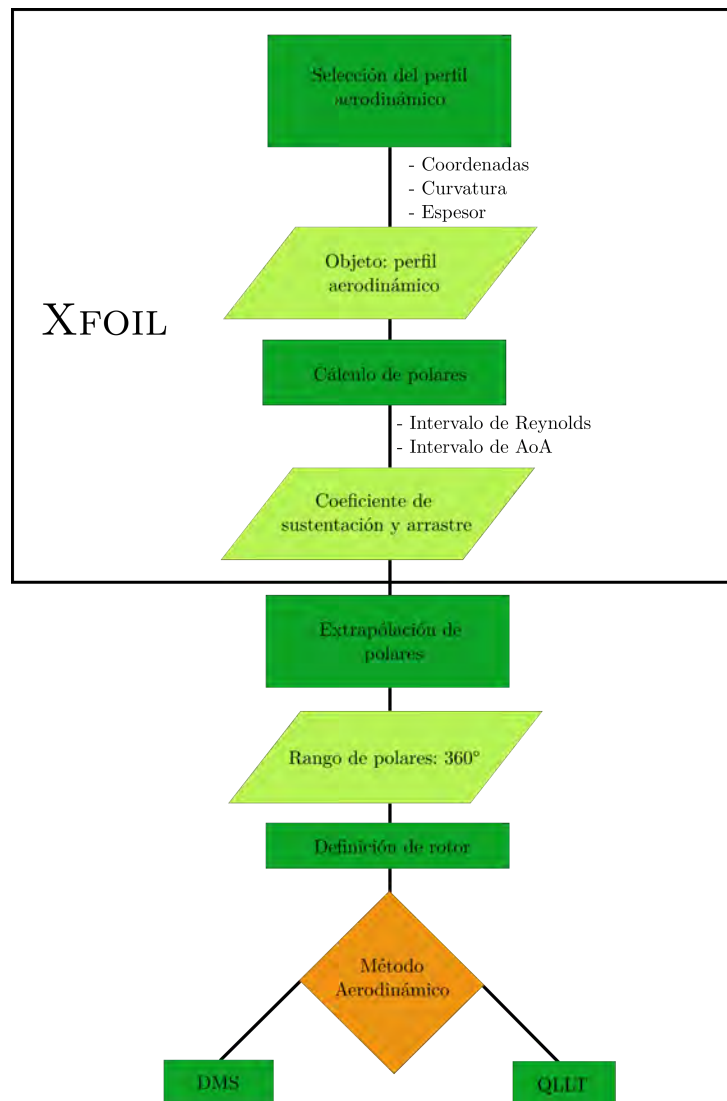 Selección del perfil
aerodinámico
- Coordenadas
- Curvatura
- Espesor
Objeto: perfil
aerodinámico
XFOIL
Cálculo de polares
- Intervalo de Reynolds
- Intervalo de AoA
Coeficiente de
sustentación y arrastre
Extrapólación de
polares
Rango de polares: 360°
Definición de rotor
Método
Aerodinámico
DMS
QLLT